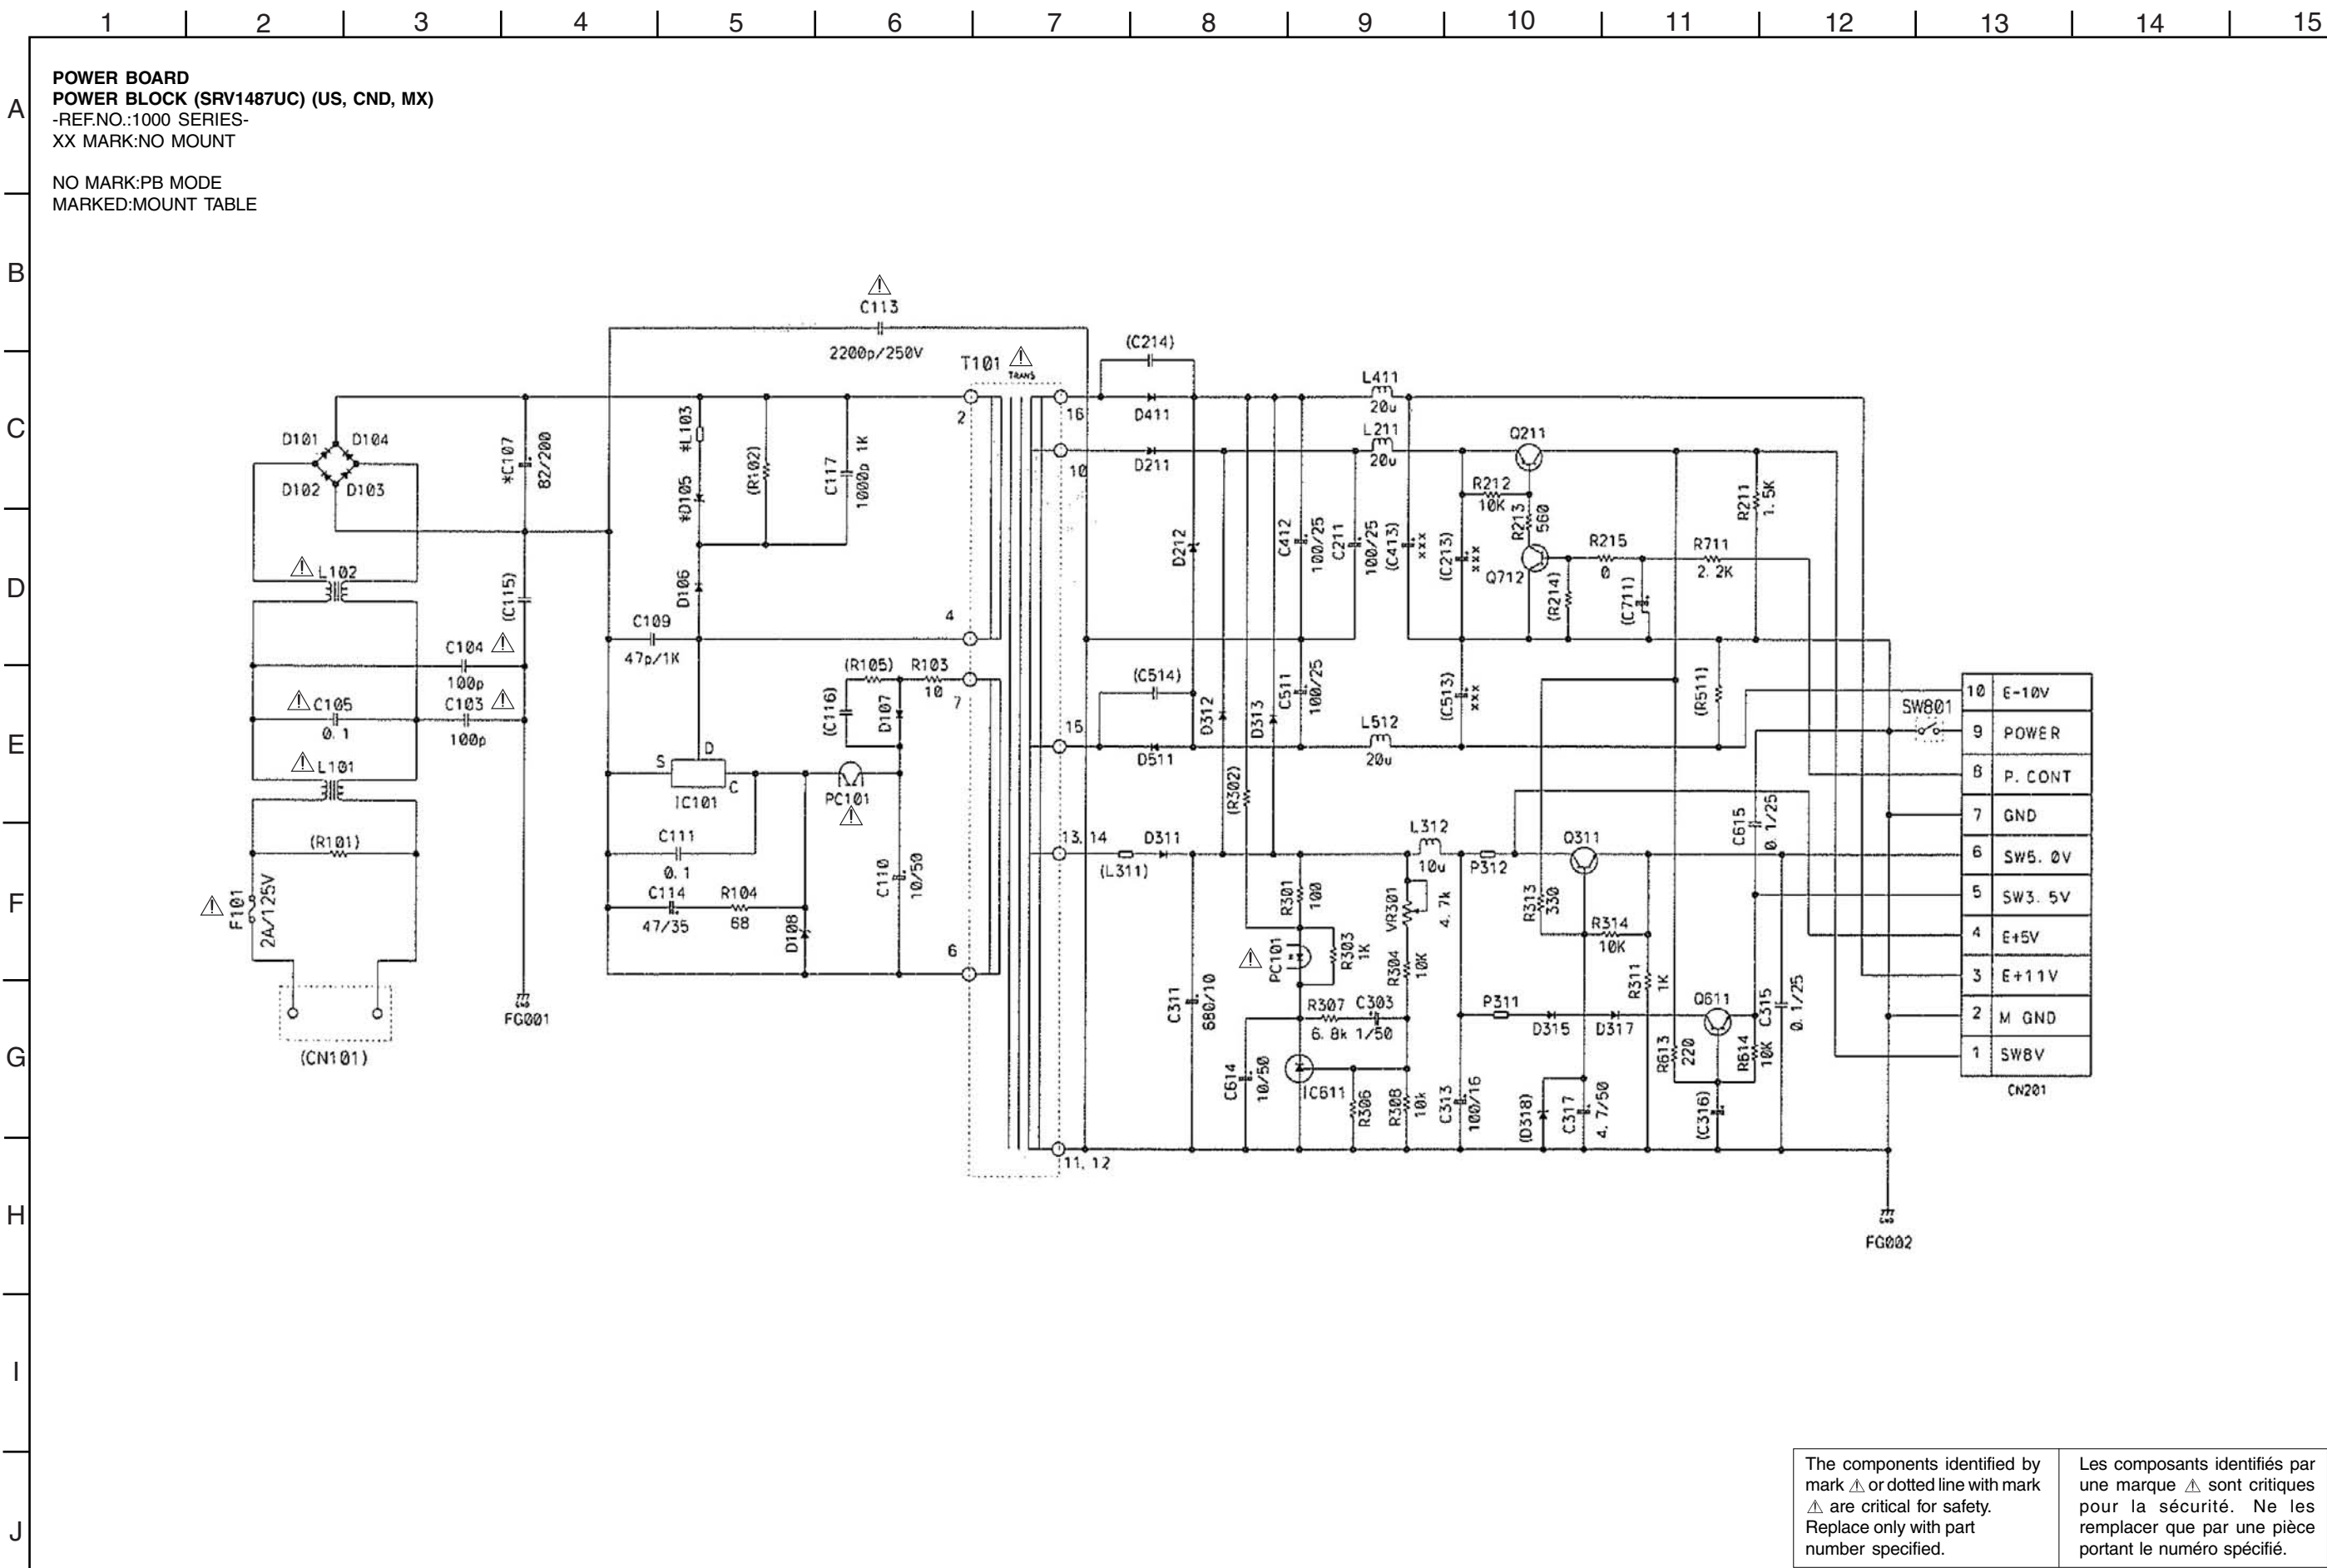 1 2 3 4 5 6 7 8 9 10 11 12 13 14 15
A
B
C
D
E
F
G
H
I
J
POWER BOARD
POWER BLOCK (SRV1487UC) (US, CND, MX)
-REF.NO.:1000 SERIES-
XX MARK:NO MOUNT
NO MARK:PB MODE
MARKED:MOUNT TABLE
C113
2200p/250V
T101
TRANS
D101 D104
D102 D103
*C107
82/200
*L103
*D105
(R102)
C117
1000p 1K
D106
L102
(C115)
C109
47p/1K
C104
100p
C105
0.1
C103
100p
L101
(R101)
F101
2A/125V
(CN101)
FG001
GND
(R105) R103
10
(C116)
D107
S
D
C
IC101
PC101
C111
0.1
C114
47/35
R104
68
D108
C110
10/50
2
4
7
6
16
10
15
13, 14
11, 12
(C214)
D411
D211
D212
(C514)
D511
D312
(R302)
D313
C412
100/25
C211
100/25
C511
100/25
L411
20u
L211
20u
(C413)
xxx
L512
20u
(C213)
xxx
(C513)
xxx
Q211
R212
10K
R213
560
Q712
(R214)
R215
0
(C711)
R711
2.2K
R211
1.5K
(R511)
(L311)
D311
C311
680/10
C614
10/50
R301
100
PC101
R303
1K
R307
6.8k
C303
1/50
IC611
R306
VR301
4.7k
R304
10K
R308
10k
L312
10u
P312
C313
100/16
P311
D315
D317
Q311
R313
330
R314
10K
R311
1K
(D318)
C317
4.7/50
R613
220
Q611
R614
10K
(C316)
C615
0.1/25
C315
0.1/25
SW801
10 E-10V
9 POWER
8 P.CONT
7 GND
6 SW5.0V
5 SW3.5V
4 E+5V
3 E+11V
2 M GND
1 SW8V
CN201
GND
FG002
The components identified by
mark ⚠ or dotted line with mark
⚠ are critical for safety.
Replace only with part
number specified.
Les composants identifiés par
une marque ⚠ sont critiques
pour la sécurité. Ne les
remplacer que par une pièce
portant le numéro spécifié.